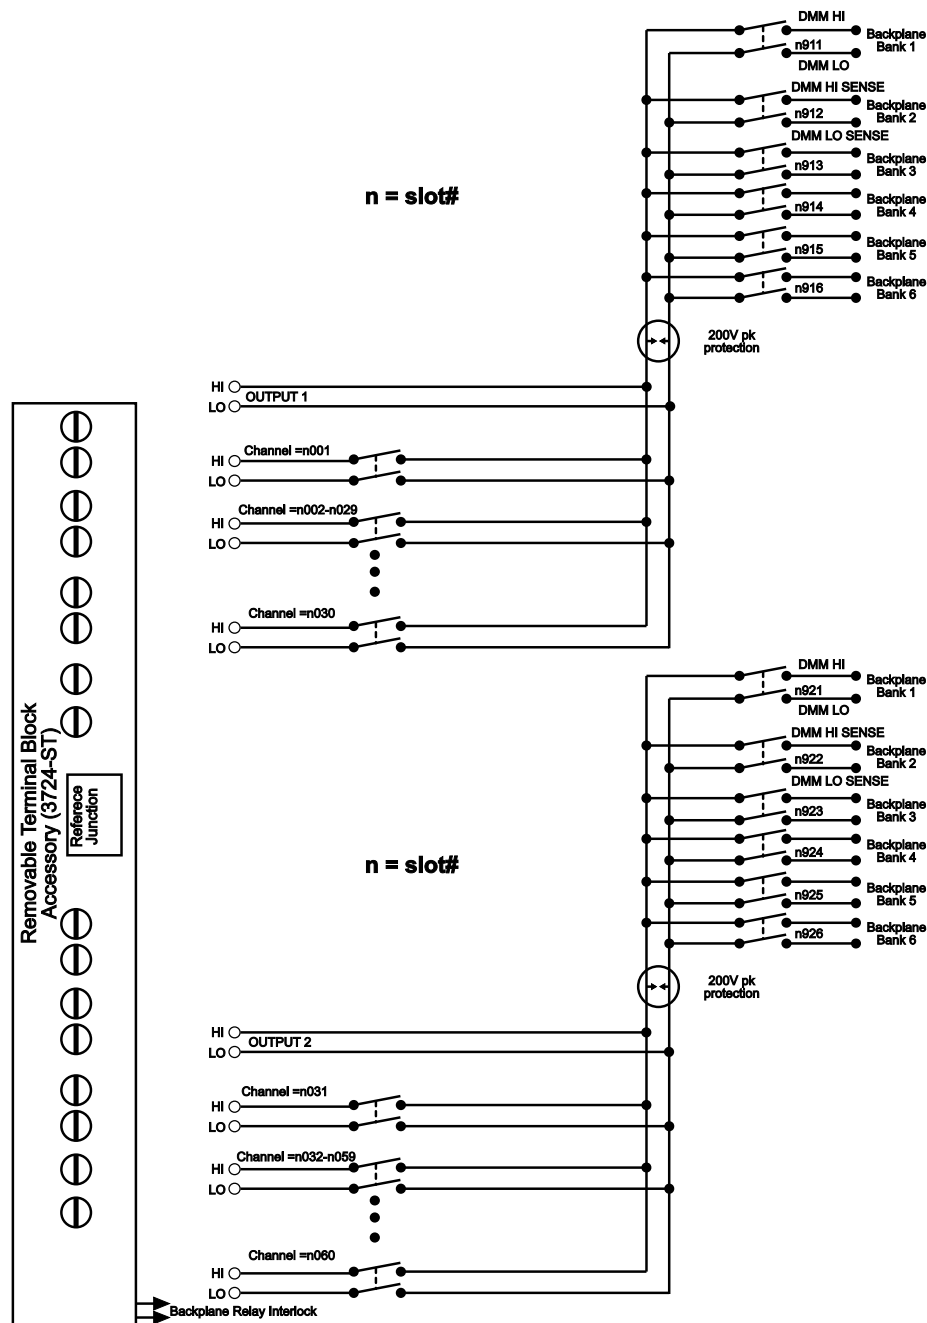 DMM HI
n911
DMM LO
Backplane
Bank 1
DMM HI SENSE
n912
Backplane
Bank 2
DMM LO SENSE
n913
Backplane
Bank 3
n = slot#
n914
Backplane
Bank 4
n915
Backplane
Bank 5
n916
Backplane
Bank 6
200V pk
protection
HI
OUTPUT 1
LO
Channel =n001
HI
LO
Channel =n002-n029
HI
LO
Channel =n030
HI
LO
Removable Terminal Block
Accessory (3724-ST)
Referece
Junction
DMM HI
n921
DMM LO
Backplane
Bank 1
DMM HI SENSE
n922
Backplane
Bank 2
DMM LO SENSE
n923
Backplane
Bank 3
n924
Backplane
Bank 4
n = slot#
n925
Backplane
Bank 5
n926
Backplane
Bank 6
200V pk
protection
HI
OUTPUT 2
LO
Channel =n031
HI
LO
Channel =n032-n059
HI
LO
Channel =n060
HI
LO
Backplane Relay Interlock